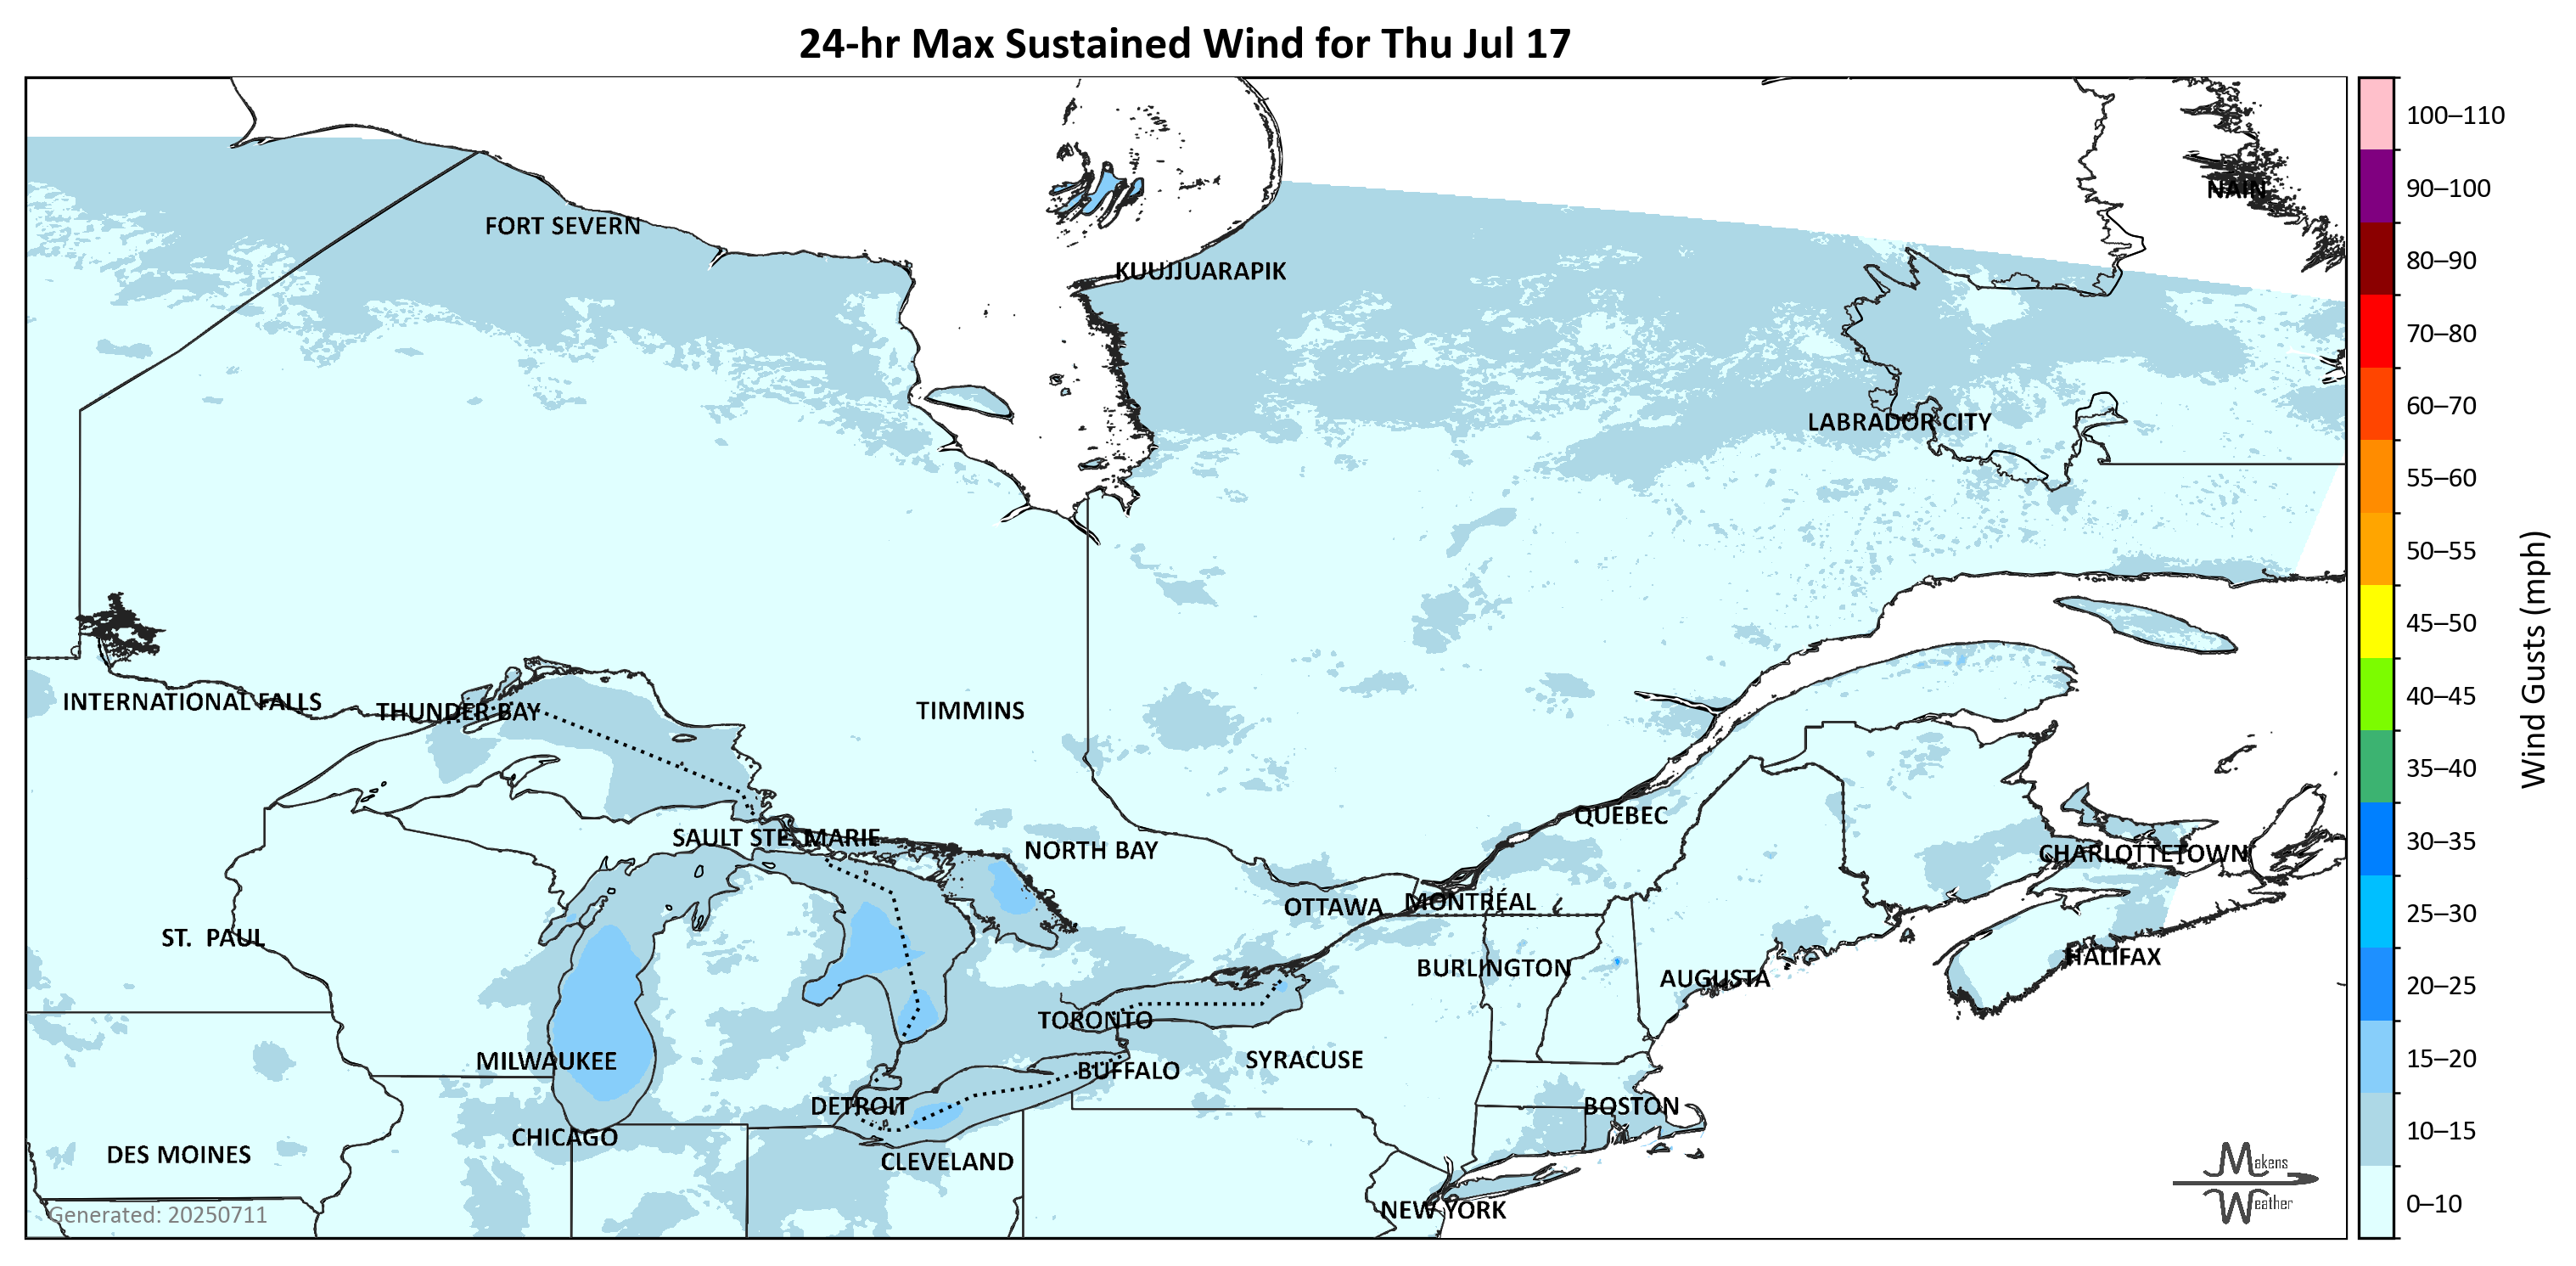 24-hr Max Sustained Wind for Thu Jul 17
NAIN
FORT SEVERN
KUUJJUARAPIK
LABRADOR CITY
INTERNATIONAL FALLS
THUNDER BAY
TIMMINS
QUÉBEC
SAULT STE. MARIE
NORTH BAY
CHARLOTTETOWN
OTTAWA
MONTRÉAL
ST. PAUL
HALIFAX
BURLINGTON
AUGUSTA
TORONTO
MILWAUKEE
SYRACUSE
BUFFALO
DETROIT
BOSTON
CHICAGO
DES MOINES
CLEVELAND
NEW YORK
Generated: 20250711
Makens
Weather
100–110
90–100
80–90
70–80
60–70
55–60
50–55
45–50
40–45
35–40
30–35
25–30
20–25
15–20
10–15
0–10
Wind Gusts (mph)